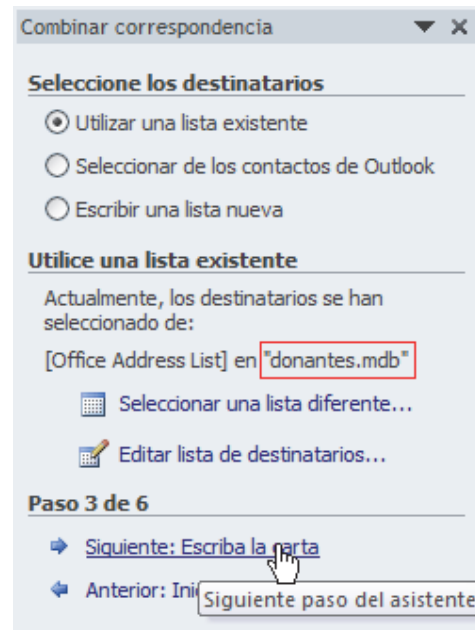 Combinar correspondencia
Seleccione los destinatarios
Utilizar una lista existente
Seleccionar de los contactos de Outlook
Escribir una lista nueva
Utilice una lista existente
Actualmente, los destinatarios se han
seleccionado de:
[Office Address List] en "donantes.mdb"
Seleccionar una lista diferente...
Editar lista de destinatarios...
Paso 3 de 6
Siguiente: Escriba la carta
Anterior:
Siguiente paso del asistente